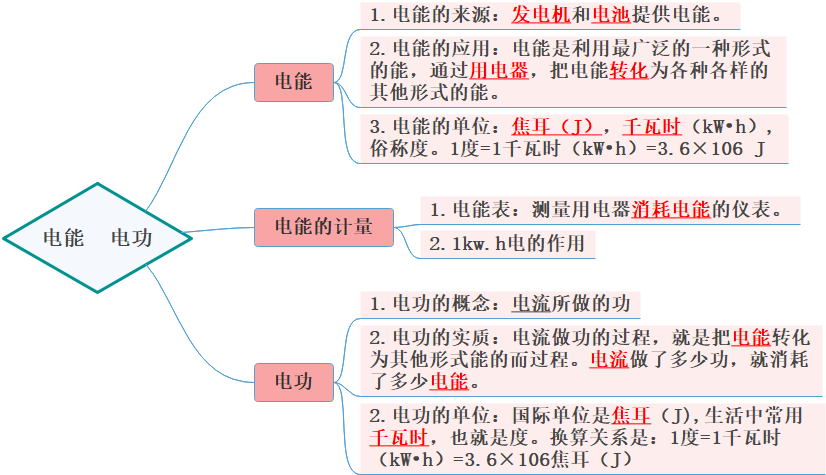 电能 电功
电能
1.电能的来源：发电机和电池提供电能。
2.电能的应用：电能是利用最广泛的一种形式
的能，通过用电器，把电能转化为各种各样的
其他形式的能。
3.电能的单位：焦耳（J），千瓦时（kW•h），
俗称度。1度=1千瓦时（kW•h）=3.6×106 J
电能的计量
1.电能表：测量用电器消耗电能的仪表。
2.1kw.h电的作用
电功
1.电功的概念：电流所做的功
2.电功的实质：电流做功的过程，就是把电能转化
为其他形式能的而过程。电流做了多少功，就消耗
了多少电能。
2.电功的单位：国际单位是焦耳（J),生活中常用
千瓦时，也就是度。换算关系是：1度=1千瓦时
（kW•h）=3.6×106焦耳（J）